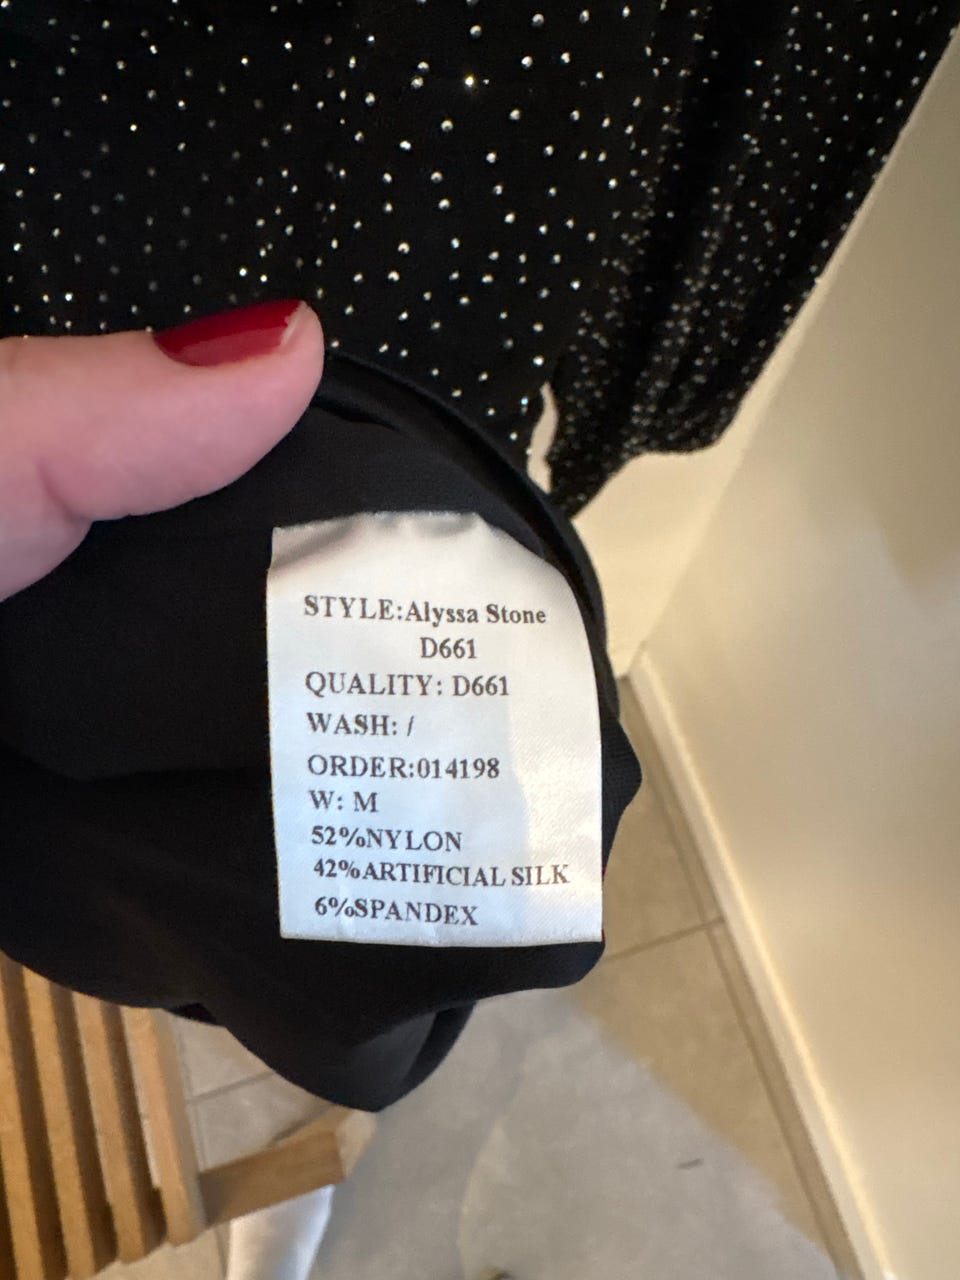 STYLE:Alyssa Stone
D661
QUALITY: D661
WASH: /
ORDER:014198
W: M
52%NYLON
42%ARTIFICIAL SILK
6%SPANDEX